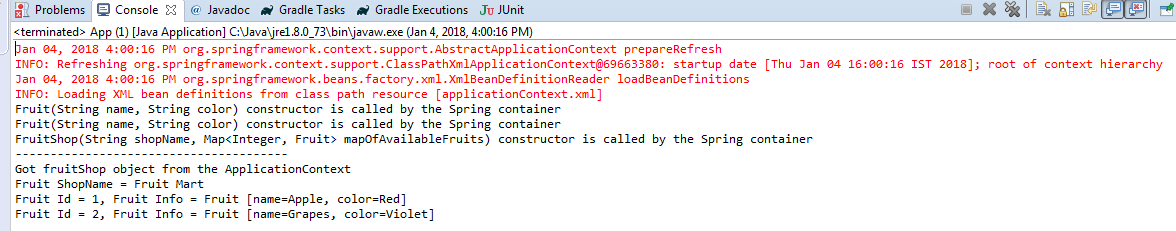 Problems Console Javadoc Gradle Tasks Gradle Executions JUnit
<terminated> App (1) [Java Application] C:\Java\jre1.8.0_73\bin\javaw.exe (Jan 4, 2018, 4:00:16 PM)
Jan 04, 2018 4:00:16 PM org.springframework.context.support.AbstractApplicationContext prepareRefresh
INFO: Refreshing org.springframework.context.support.ClassPathXmlApplicationContext@69663380: startup date [Thu Jan 04 16:00:16 IST 2018]; root of context hierarchy
Jan 04, 2018 4:00:16 PM org.springframework.beans.factory.xml.XmlBeanDefinitionReader loadBeanDefinitions
INFO: Loading XML bean definitions from class path resource [applicationContext.xml]
Fruit(String name, String color) constructor is called by the Spring container
Fruit(String name, String color) constructor is called by the Spring container
FruitShop(String shopName, Map<Integer, Fruit> mapOfAvailableFruits) constructor is called by the Spring container
---------------------------------------
Got fruitShop object from the ApplicationContext
Fruit ShopName = Fruit Mart
Fruit Id = 1, Fruit Info = Fruit [name=Apple, color=Red]
Fruit Id = 2, Fruit Info = Fruit [name=Grapes, color=Violet]